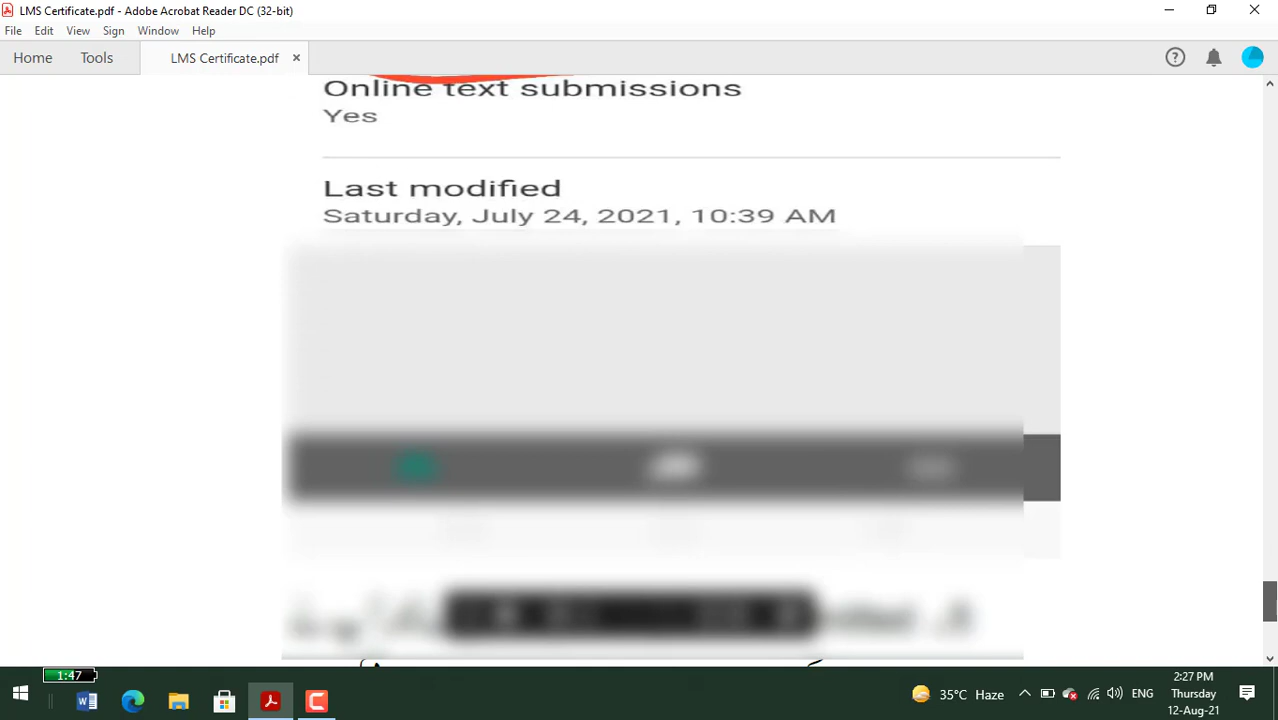 LMS Certificate.pdf - Adobe Acrobat Reader DC (32-bit)
File Edit View Sign Window Help
Home Tools LMS Certificate.pdf
Online text submissions
Yes
Last modified
Saturday, July 24, 2021, 10:39 AM
1:47
35°C Haze
ENG
2:27 PM
Thursday
12-Aug-21